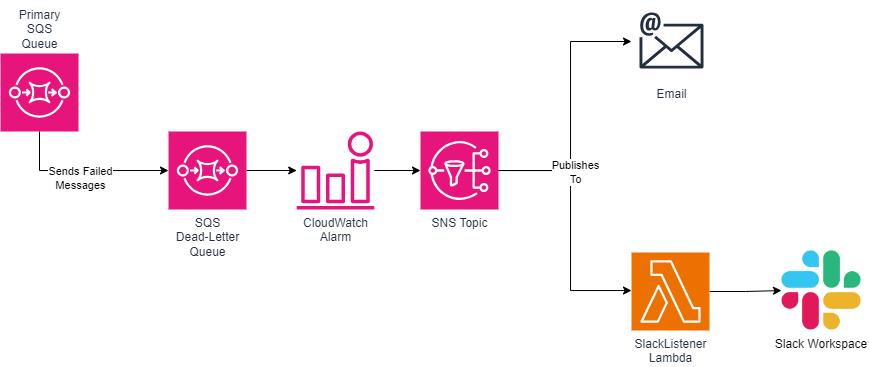 Primary
SQS
Queue
Sends Failed
Messages
SQS
Dead-Letter
Queue
CloudWatch
Alarm
SNS Topic
Publishes
To
@
Email
SlackListener
Lambda
Slack Workspace